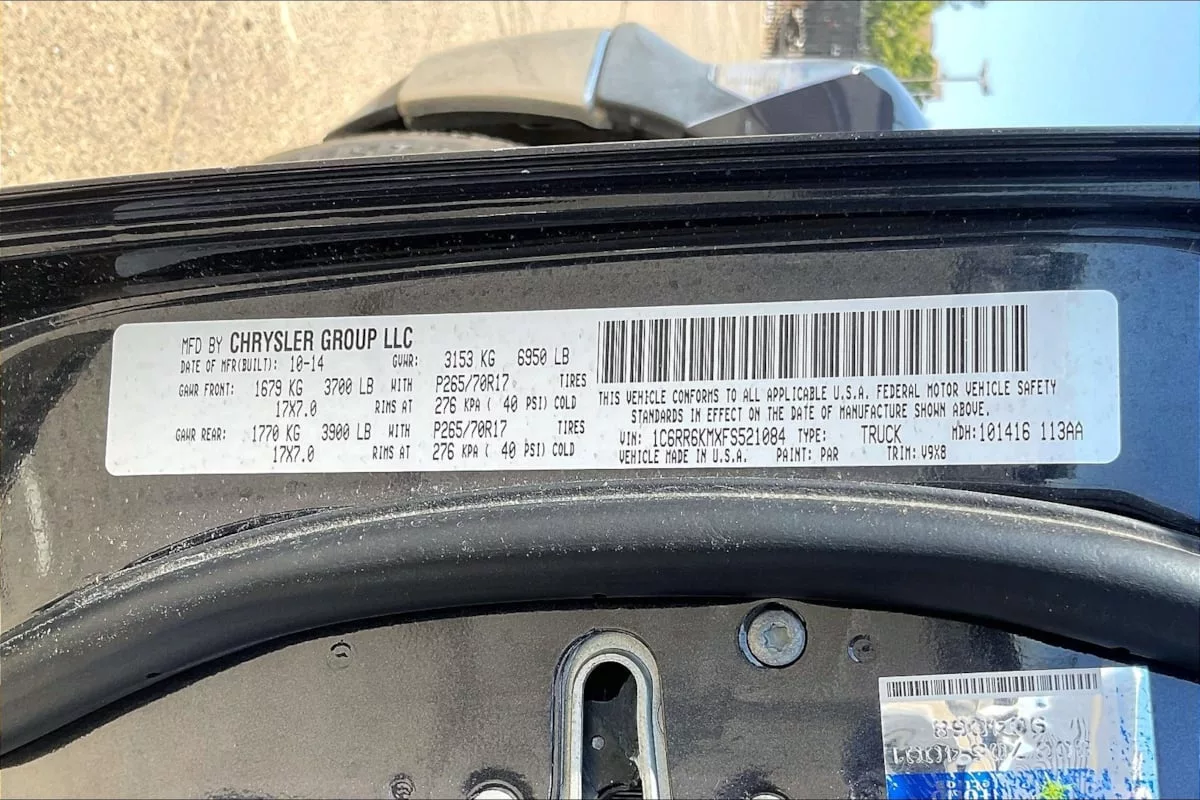 MFD BY CHRYSLER GROUP LLC
DATE OF MFR(BUILT): 10-14 GVWR: 3153 KG 6950 LB
GAWR FRONT: 1679 KG 3700 LB WITH P265/70R17 TIRES
17X7.0 RIMS AT 276 KPA ( 40 PSI) COLD
GAWR REAR: 1770 KG 3900 LB WITH P265/70R17 TIRES
17X7.0 RIMS AT 276 KPA ( 40 PSI) COLD
THIS VEHICLE CONFORMS TO ALL APPLICABLE U.S.A. FEDERAL MOTOR VEHICLE SAFETY
STANDARDS IN EFFECT ON THE DATE OF MANUFACTURE SHOWN ABOVE.
VIN: 1C6RR6KMXFS521084 TYPE: TRUCK MDH:101416 113AA
VEHICLE MADE IN U.S.A. PAINT: PAR TRIM: V9X8